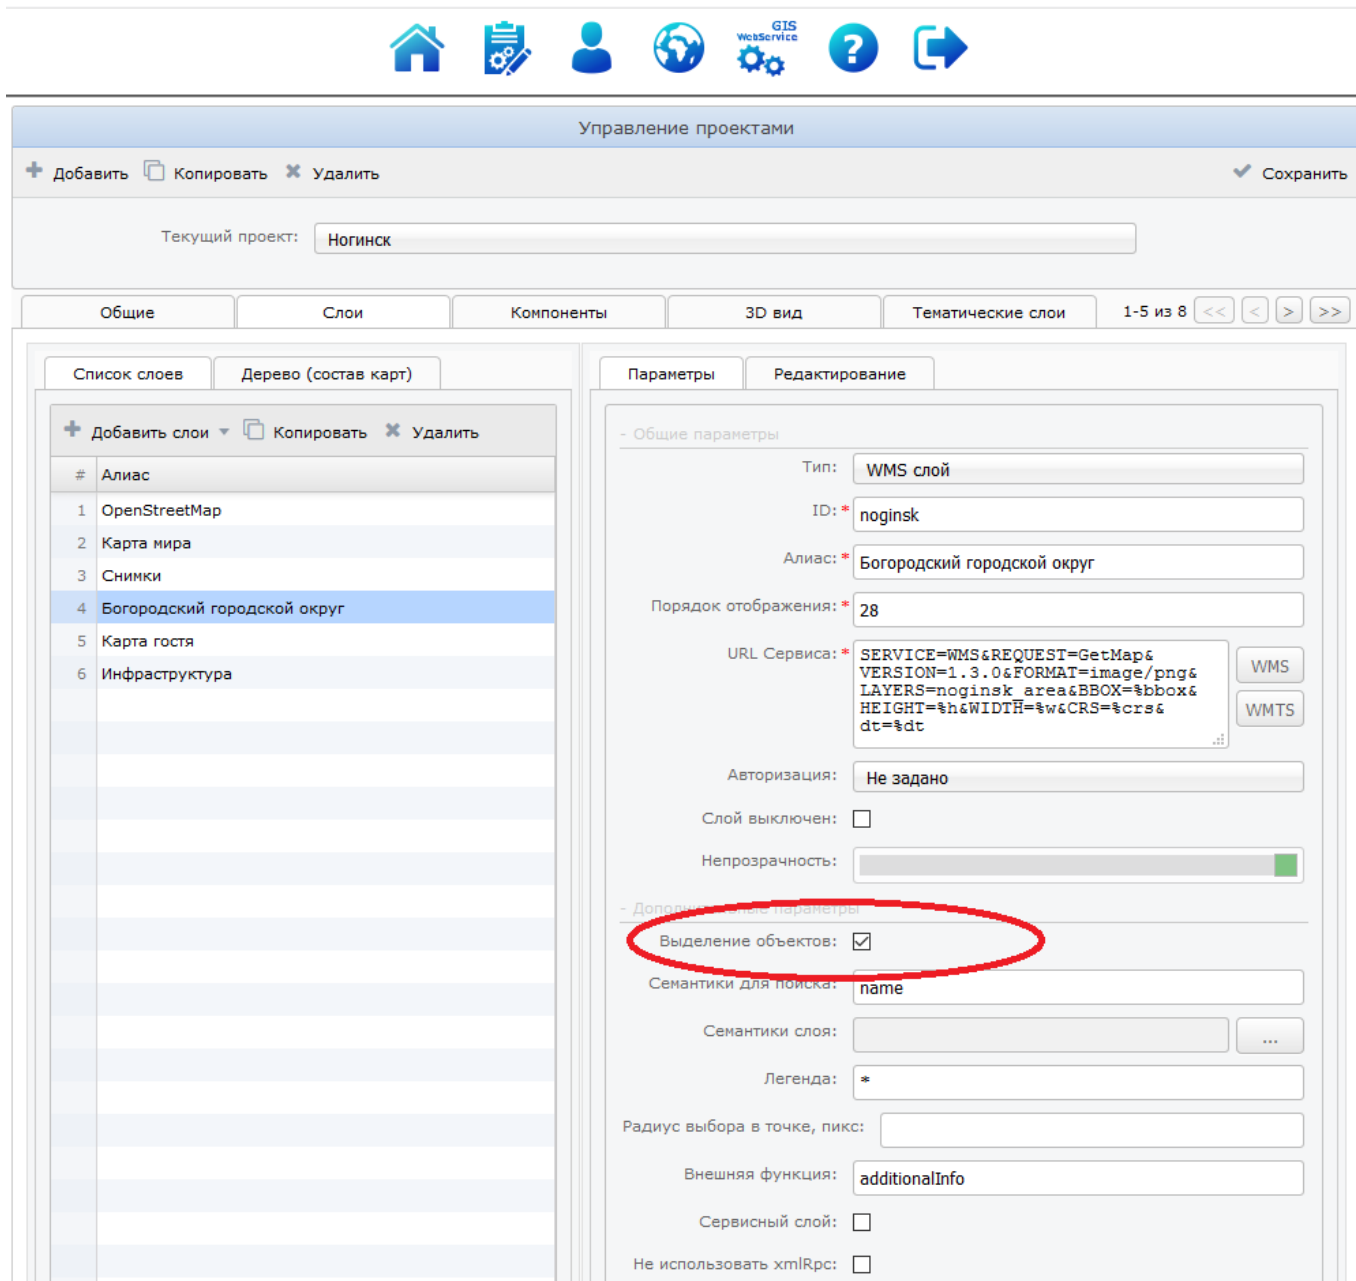 GIS
WebService
?
Управление проектами
Добавить Копировать Удалить Сохранить
Текущий проект: Ногинск
Общие Слои Компоненты 3D вид Тематические слои 1-5 из 8 << < > >>
Список слоев Дерево (состав карт) Параметры Редактирование
Добавить слои Копировать Удалить
# Алиас
1 OpenStreetMap
2 Карта мира
3 Снимки
4 Богородский городской округ
5 Карта гостя
6 Инфраструктура
- Общие параметры
Тип: WMS слой
ID:* noginsk
Алиас:* Богородский городской округ
Порядок отображения:* 28
URL Сервиса:* SERVICE=WMS&REQUEST=GetMap&
VERSION=1.3.0&FORMAT=image/png&
LAYERS=noginsk_area&BBOX=%bbox&
HEIGHT=%h&WIDTH=%w&CRS=%crs&
dt=%dt
WMS
WMTS
Авторизация: Не задано
Слой выключен:
Непрозрачность:
- Дополнительные параметры
Выделение объектов:
Семантики для поиска: name
Семантики слоя: ...
Легенда: *
Радиус выбора в точке, пикс:
Внешняя функция: additionalInfo
Сервисный слой:
Не использовать xmlRpc: